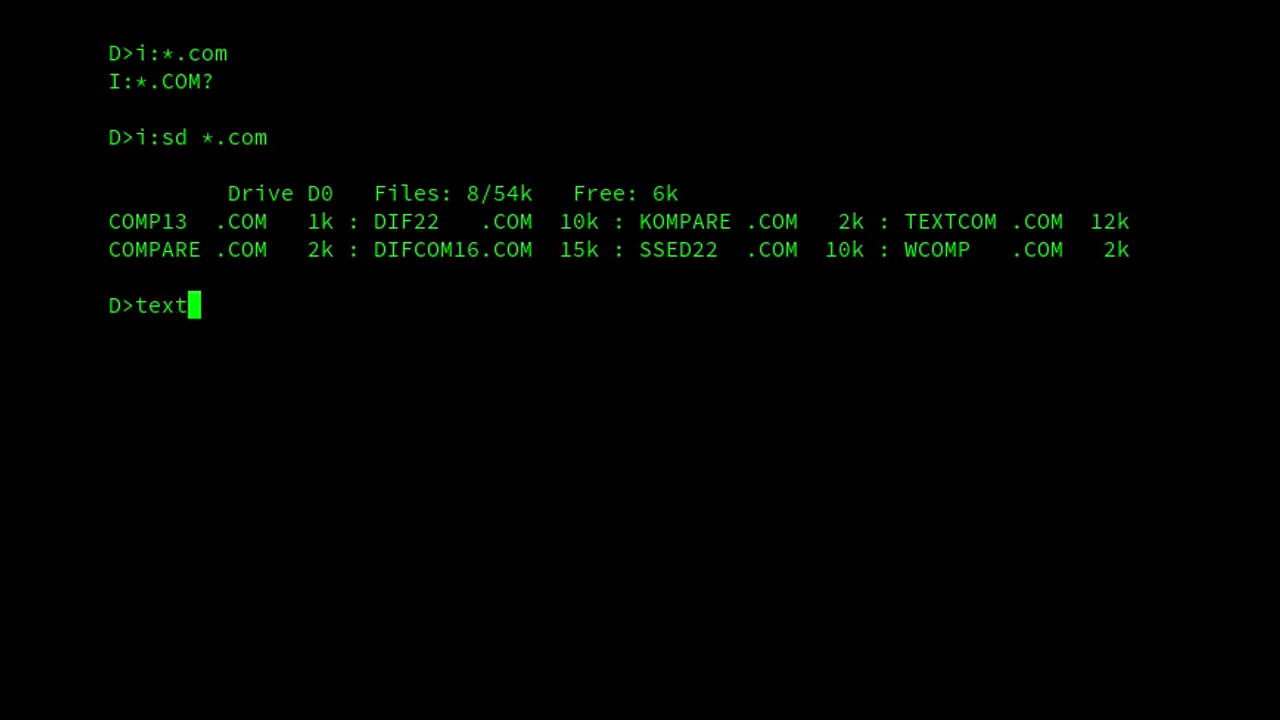 D>i:*.com
I:*.COM?
D>i:sd *.com
Drive D0   Files: 8/54k   Free: 6k
COMP13  .COM   1k : DIF22   .COM  10k : KOMPARE .COM   2k : TEXTCOM .COM  12k
COMPARE .COM   2k : DIFCOM16.COM  15k : SSED22  .COM  10k : WCOMP   .COM   2k
D>text